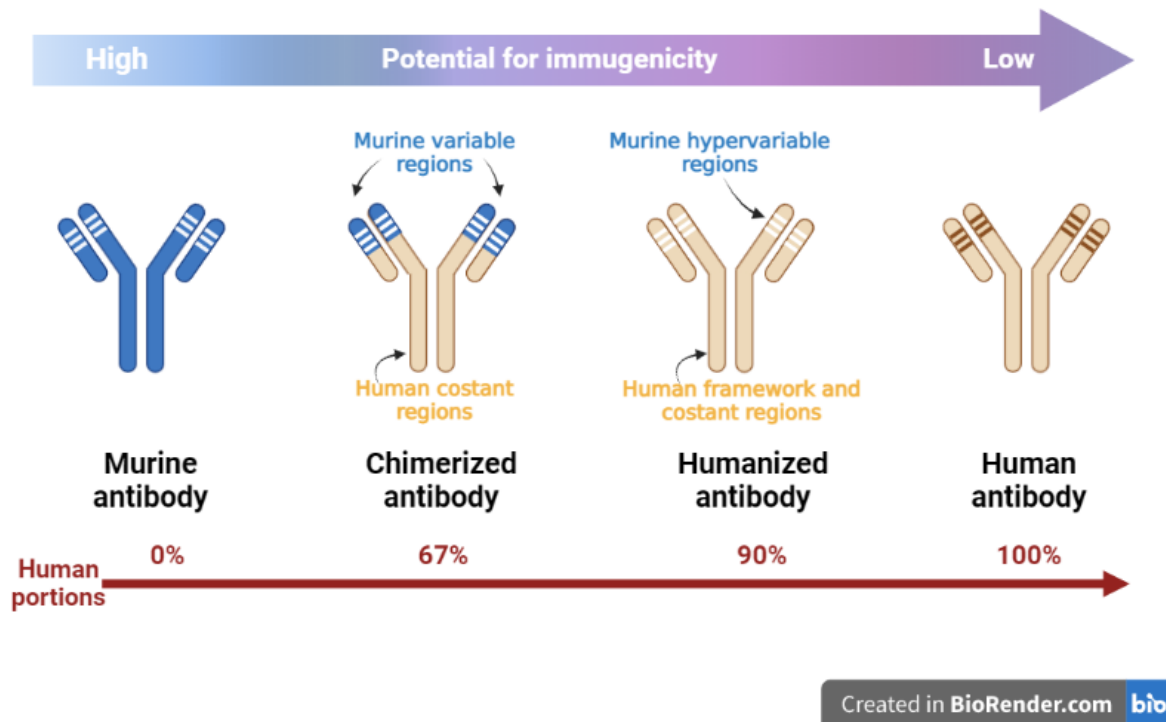 High Potential for immugenicity Low
Murine variable
regions
Murine hypervariable
regions
Human costant
regions
Human framework and
costant regions
Murine
antibody
Chimerized
antibody
Humanized
antibody
Human
antibody
0% 67% 90% 100%
Human
portions
Created in BioRender.com bio